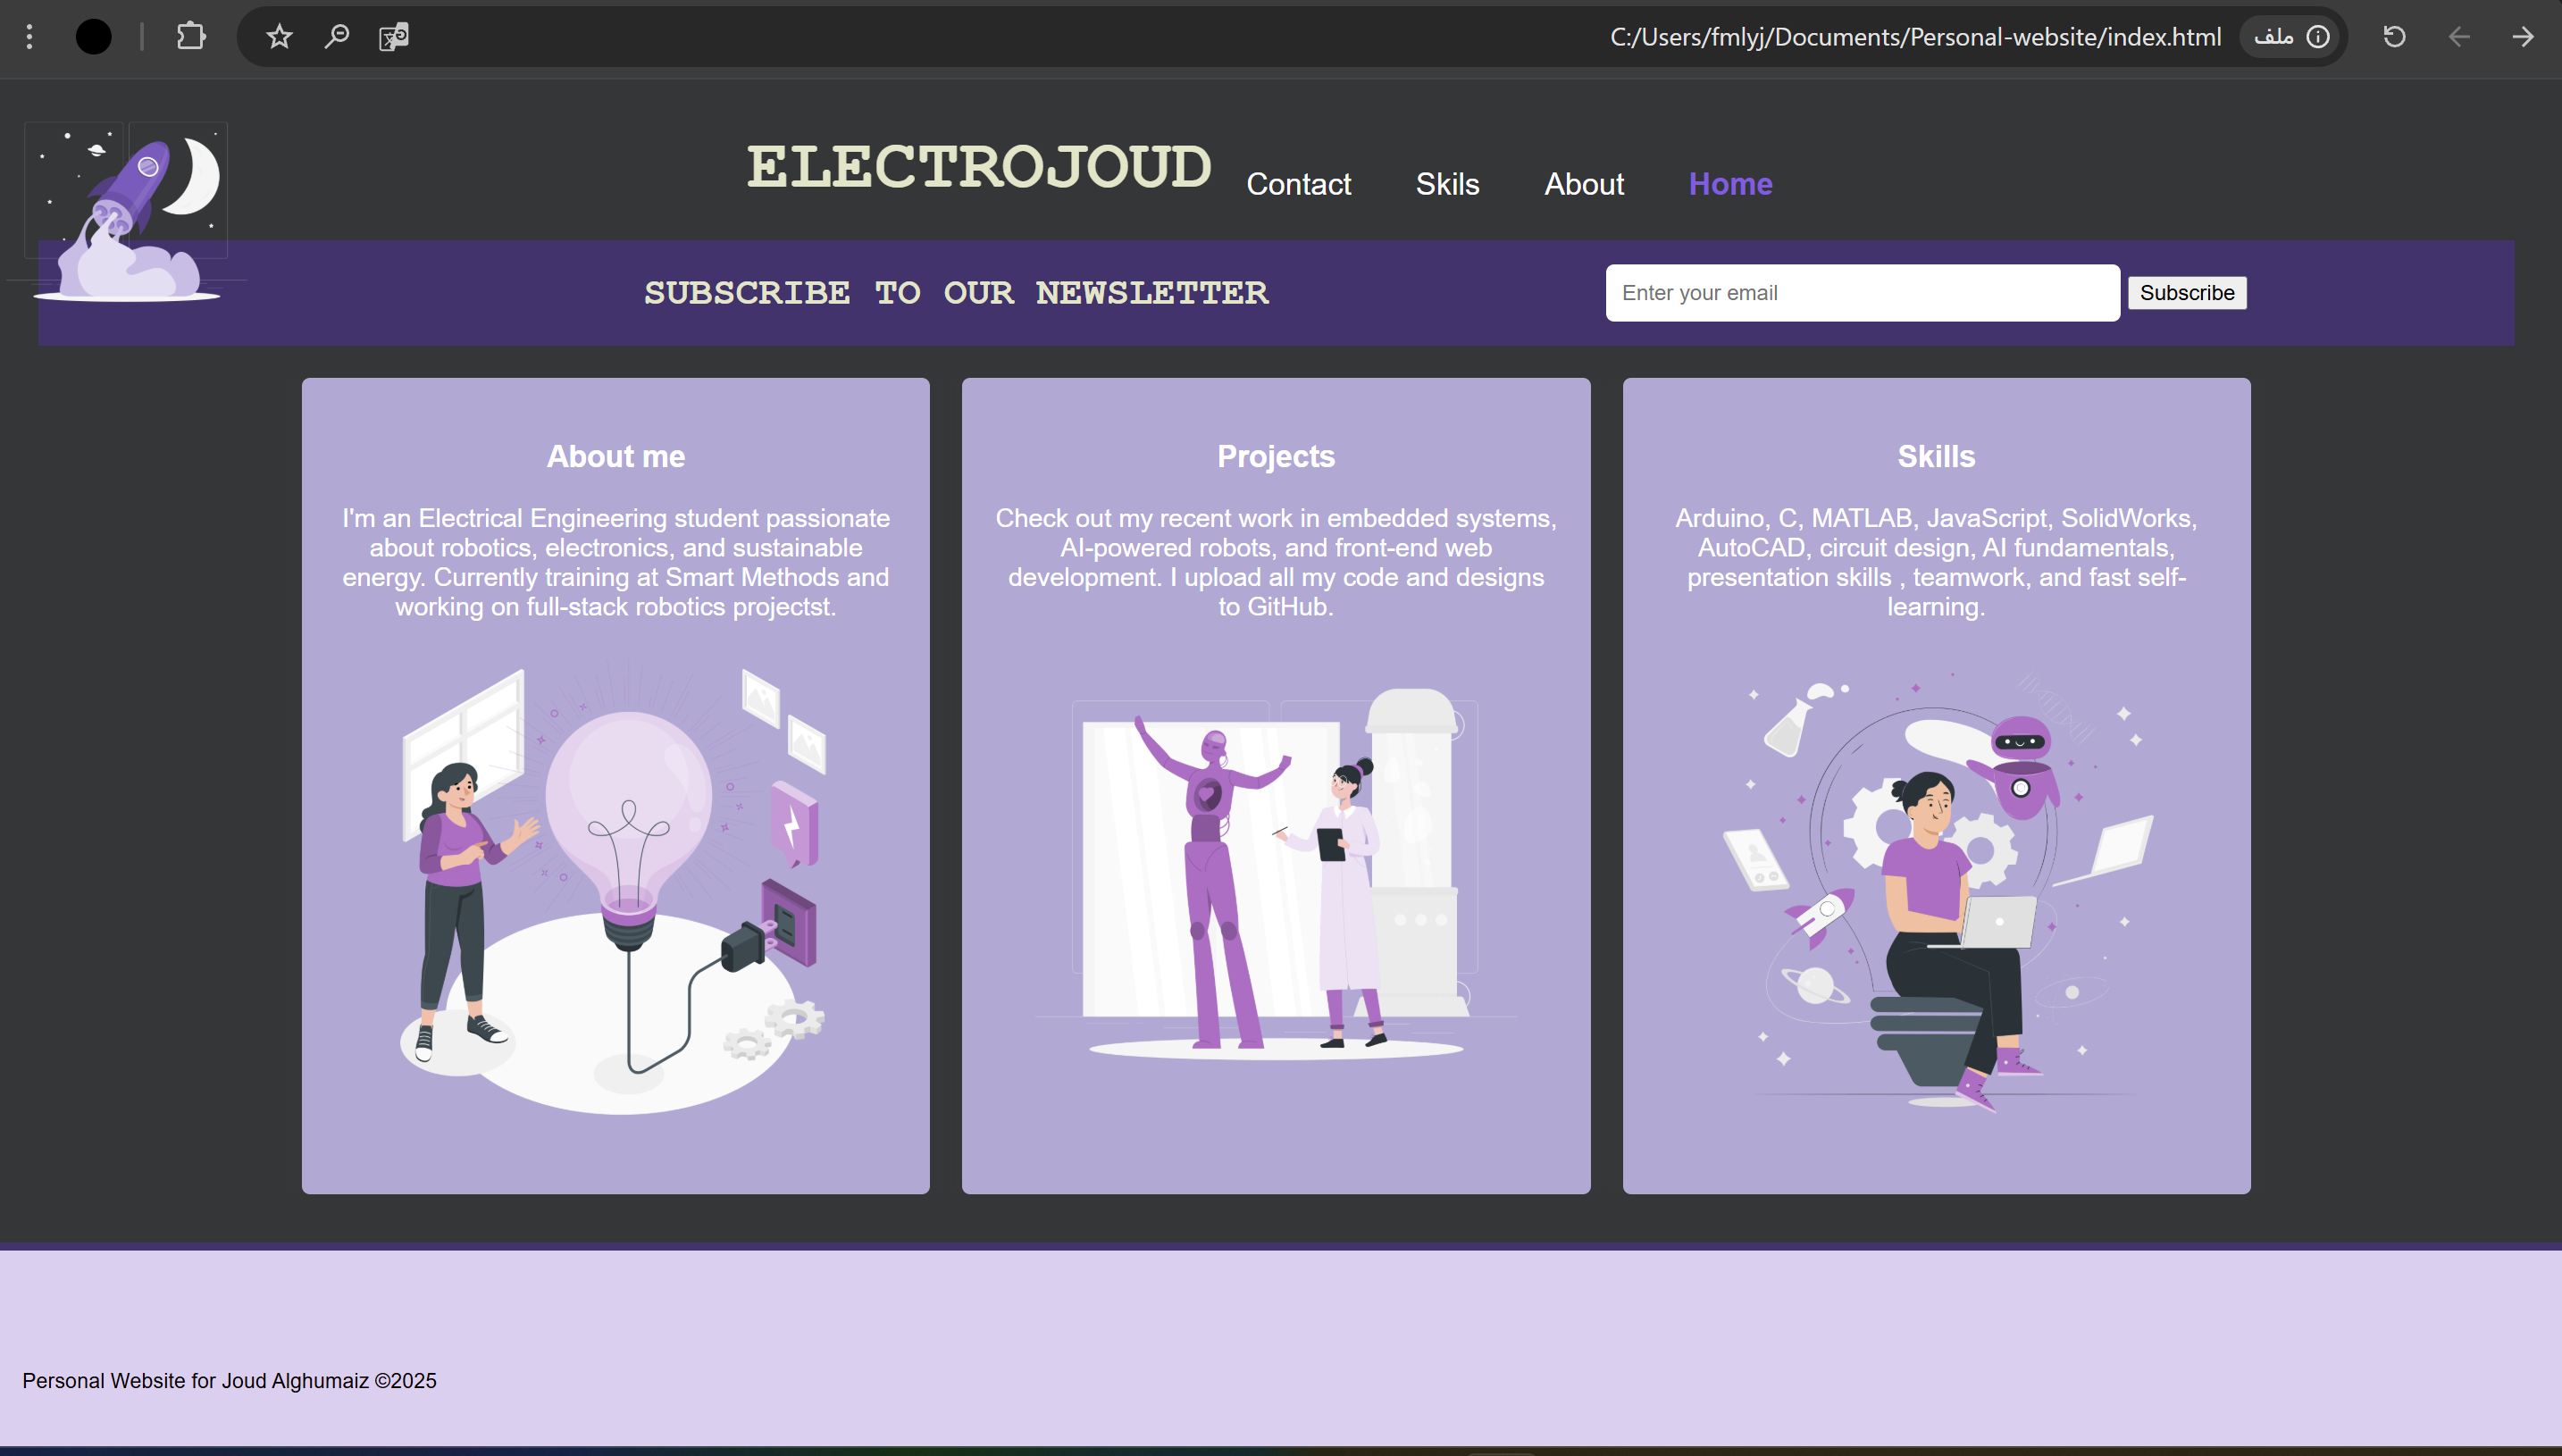 C:/Users/fmlyj/Documents/Personal-website/index.html ملف
ELECTROJOUD
Contact Skils About Home
SUBSCRIBE TO OUR NEWSLETTER
Enter your email Subscribe
About me
I'm an Electrical Engineering student passionate
about robotics, electronics, and sustainable
energy. Currently training at Smart Methods and
working on full-stack robotics projectst.
Projects
Check out my recent work in embedded systems,
AI-powered robots, and front-end web
development. I upload all my code and designs
to GitHub.
Skills
Arduino, C, MATLAB, JavaScript, SolidWorks,
AutoCAD, circuit design, AI fundamentals,
presentation skills , teamwork, and fast self-
learning.
Personal Website for Joud Alghumaiz ©2025